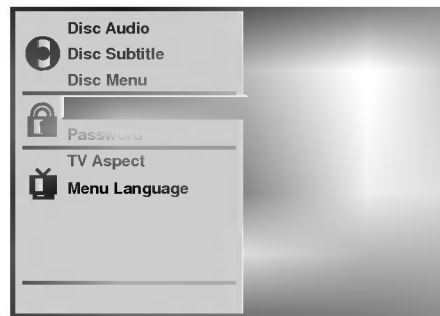 Disc Audio
Disc Subtitle
Disc Menu
Password
TV Aspect
Menu Language